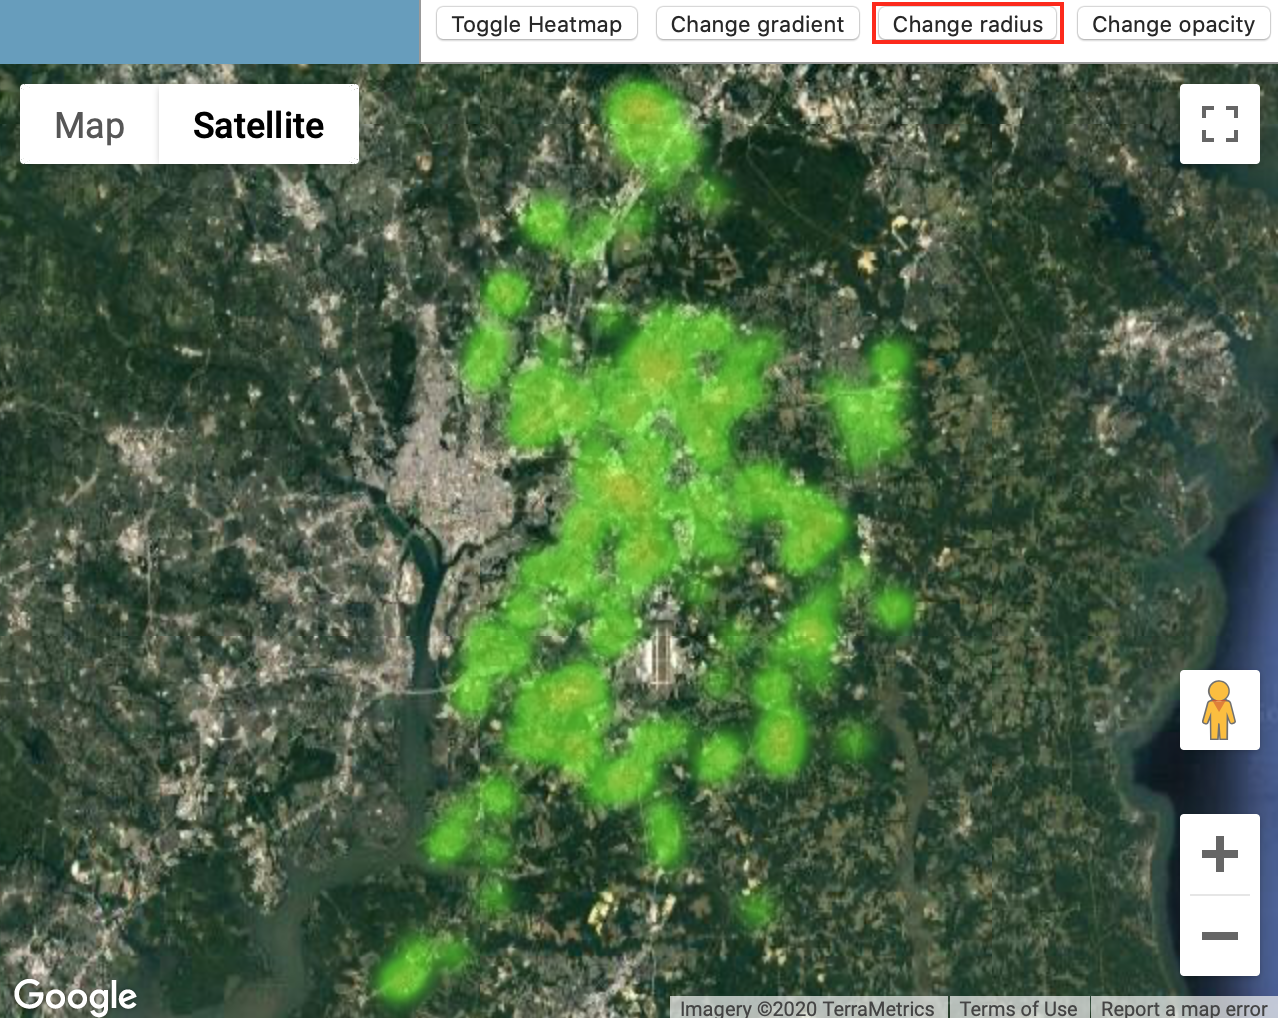 Toggle Heatmap
Change gradient
Change radius
Change opacity
Map
Satellite
Google
Imagery ©2020 TerraMetrics
Terms of Use
Report a map error